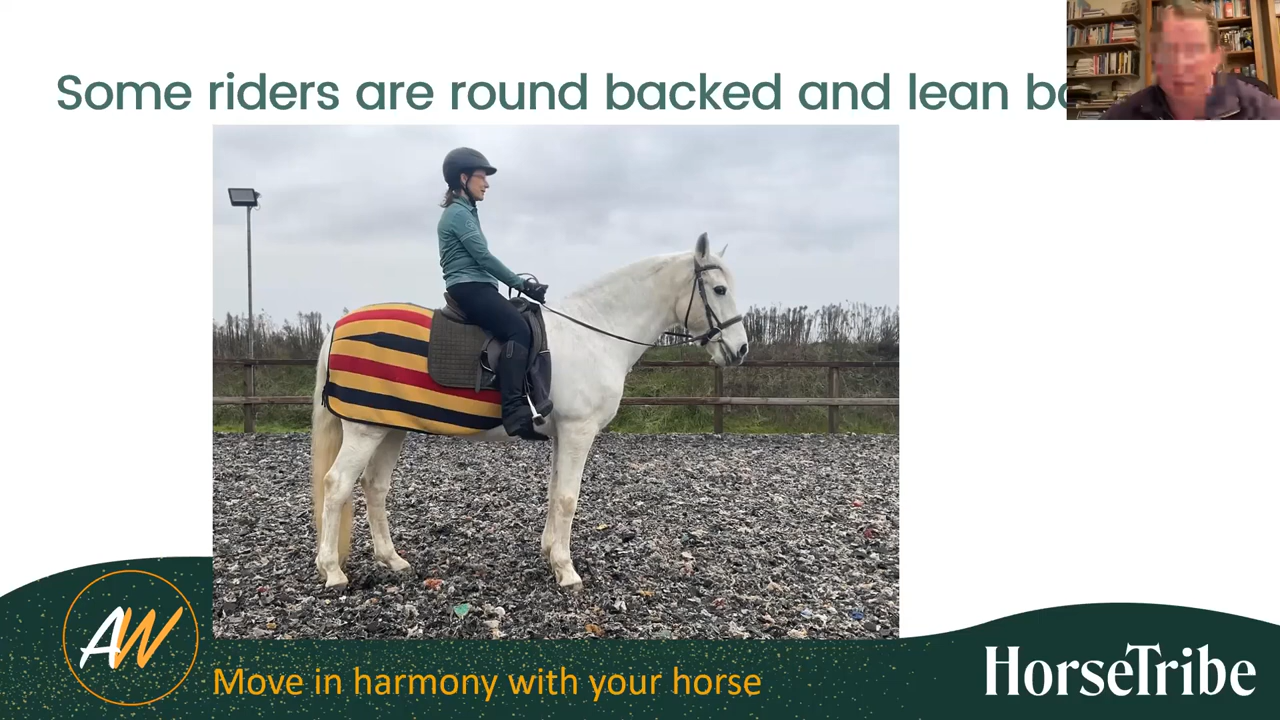 Some riders are round backed and lean
AW
Move in harmony with your horse
HorseTribe